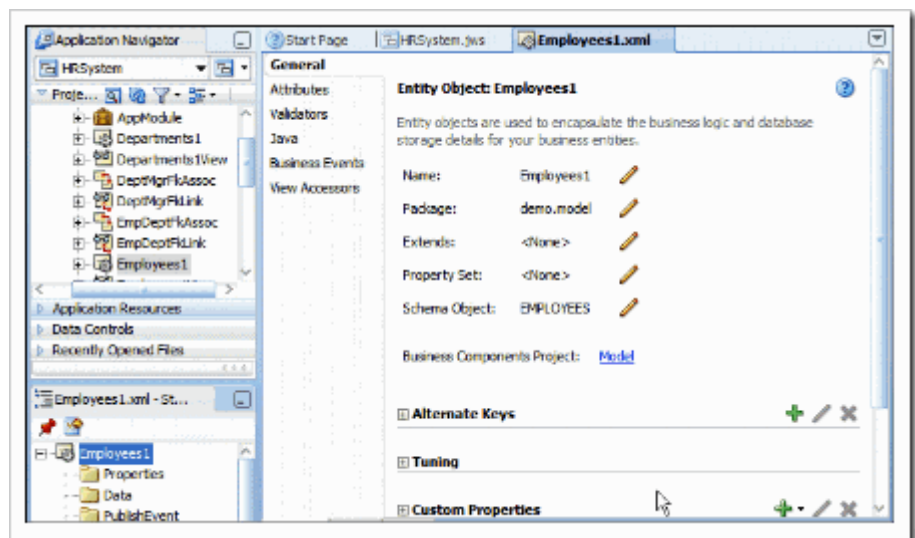 Application Navigator
HRSystem
Proje...
AppModule
Departments1
Departments1View
DeptMgrFkAssoc
DeptMgrFkLink
EmpDeptFkAssoc
EmpDeptFkLink
Employees1
Application Resources
Data Controls
Recently Opened Files
Employees1.xml - St...
Employees1
Properties
Data
PublishEvent
Start Page
HRSystem.jws
Employees1.xml
General
Attributes
Validators
Java
Business Events
View Accessors
Entity Object: Employees1
Entity objects are used to encapsulate the business logic and database
storage details for your business entities.
Name: Employees1
Package: demo.model
Extends: <None>
Property Set: <None>
Schema Object: EMPLOYEES
Business Components Project: Model
Alternate Keys
Tuning
Custom Properties